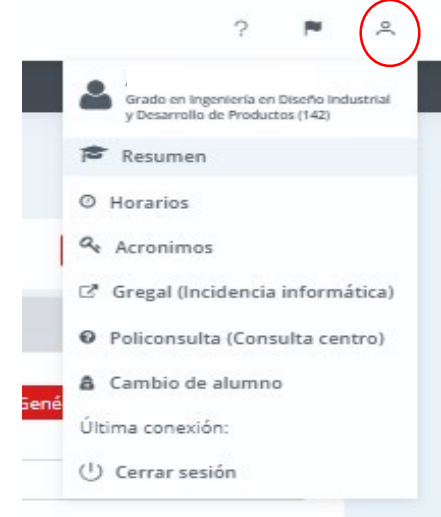 ?
Grado en Ingeniería en Diseño Industrial
y Desarrollo de Productos (142)
Resumen
Horarios
Acronimos
Gregal (Incidencia informática)
Policonsulta (Consulta centro)
Cambio de alumno
Gené
Última conexión:
Cerrar sesión